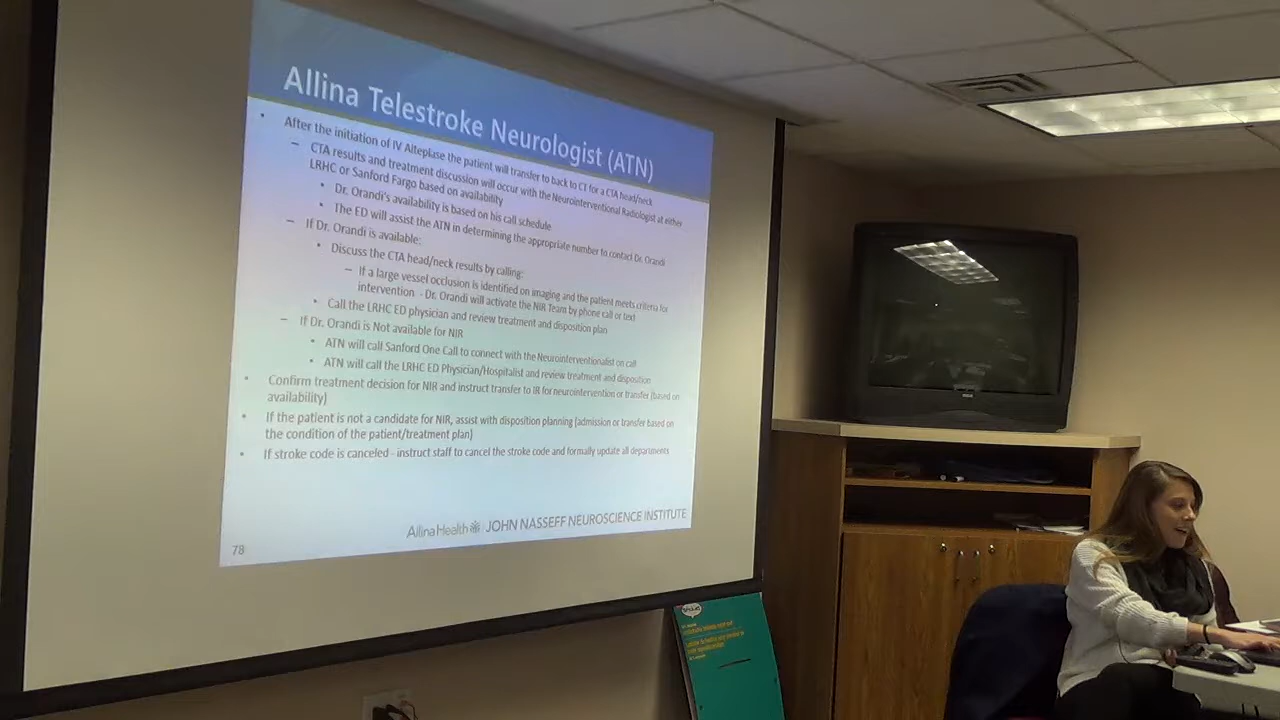 Allina Telestroke Neurologist (ATN)
• After the initiation of IV Alteplase the patient will transfer to back to CT for a CTA head/neck
– CTA results and treatment discussion will occur with the Neurointerventional Radiologist at either
LRHC or Sanford Fargo based on availability
• Dr. Orandi's availability is based on his call schedule
• The ED will assist the ATN in determining the appropriate number to contact Dr. Orandi
– If Dr. Orandi is available:
• Discuss the CTA head/neck results by calling:
– If a large vessel occlusion is identified on imaging and the patient meets criteria for
intervention - Dr. Orandi will activate the NIR Team by phone call or text
• Call the LRHC ED physician and review treatment and disposition plan
– If Dr. Orandi is Not available for NIR
• ATN will call Sanford One Call to connect with the Neurointerventionalist on call
• ATN will call the LRHC ED Physician/Hospitalist and review treatment and disposition
• Confirm treatment decision for NIR and instruct transfer to IR for neurointervention or transfer (based on
availability)
• If the patient is not a candidate for NIR, assist with disposition planning (admission or transfer based on
the condition of the patient/treatment plan)
• If stroke code is canceled - instruct staff to cancel the stroke code and formally update all departments
AllinaHealth JOHN NASSEFF NEUROSCIENCE INSTITUTE
78